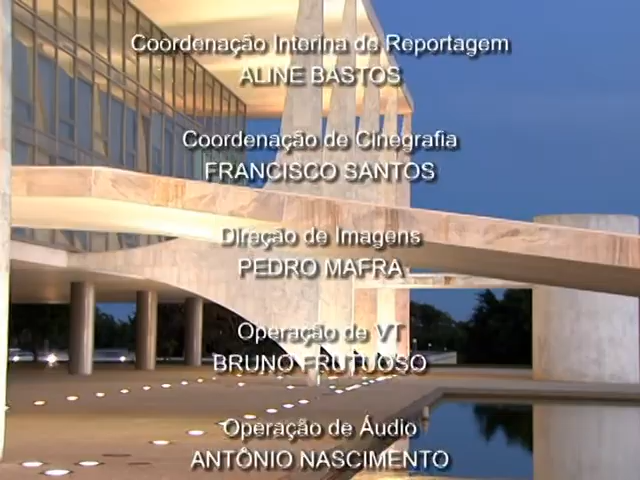 Coordenação Interina de Reportagem
ALINE BASTOS
Coordenação de Cinegrafia
FRANCISCO SANTOS
Direção de Imagens
PEDRO MAFRA
Operação de VT
BRUNO FRUTUOSO
Operação de Áudio
ANTÔNIO NASCIMENTO